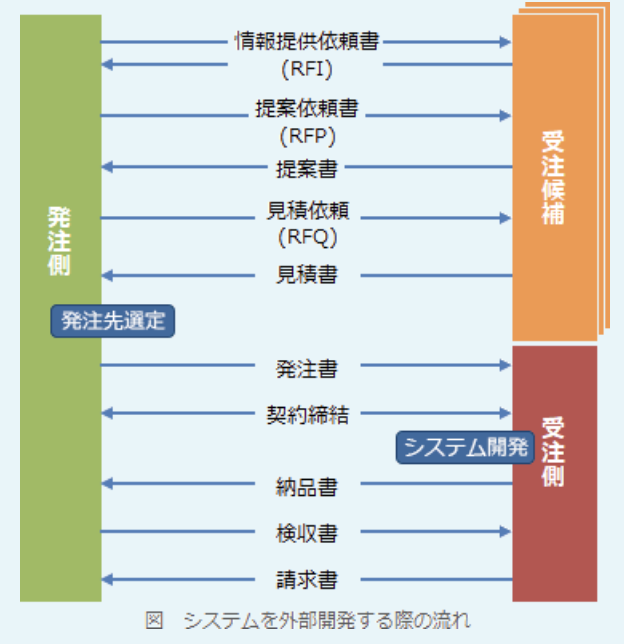 情報提供依頼書
(RFI)
提案依頼書
(RFP)
提案書
見積依頼
(RFQ)
見積書
発注側
受注候補
発注先選定
発注書
契約締結
システム開発
受注側
納品書
検収書
請求書
図　システムを外部開発する際の流れ